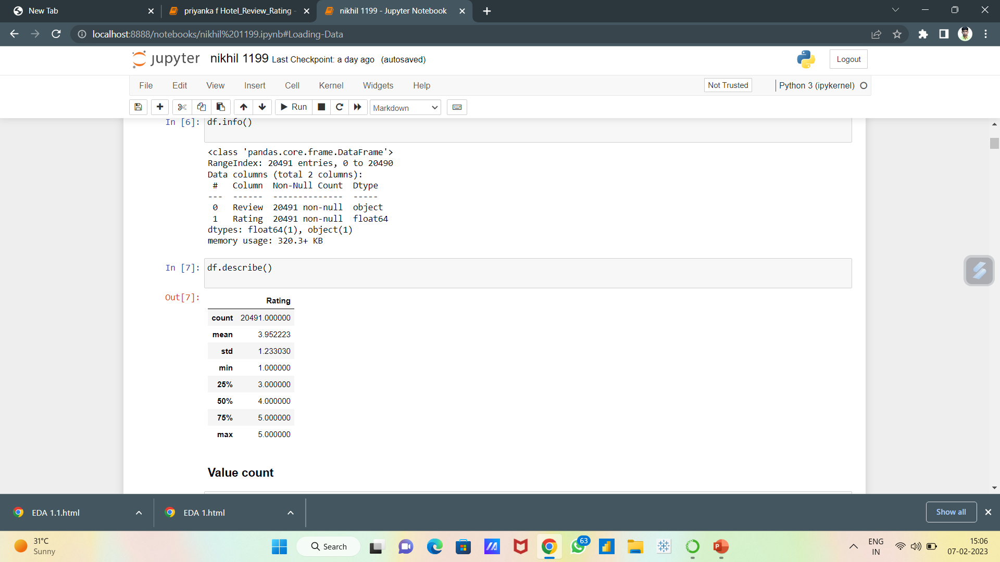 New Tab
priyanka f Hotel_Review_Rating -
nikhil 1199 - Jupyter Notebook
localhost:8888/notebooks/nikhil%201199.ipynb#Loading-Data
jupyter nikhil 1199 Last Checkpoint: a day ago (autosaved)
Logout
File Edit View Insert Cell Kernel Widgets Help
Not Trusted
Python 3 (ipykernel)
Run
Markdown
In [6]: df.info()
<class 'pandas.core.frame.DataFrame'>
RangeIndex: 20491 entries, 0 to 20490
Data columns (total 2 columns):
#   Column  Non-Null Count  Dtype
---  ------  --------------  -----
0   Review  20491 non-null  object
1   Rating  20491 non-null  float64
dtypes: float64(1), object(1)
memory usage: 320.3+ KB
In [7]: df.describe()
Out[7]:
Rating
count 20491.000000
mean 3.952223
std 1.233030
min 1.000000
25% 3.000000
50% 4.000000
75% 5.000000
max 5.000000
Value count
EDA 1.1.html
EDA 1.html
Show all
31°C
Sunny
Search
63
ENG
IN
15:06
07-02-2023